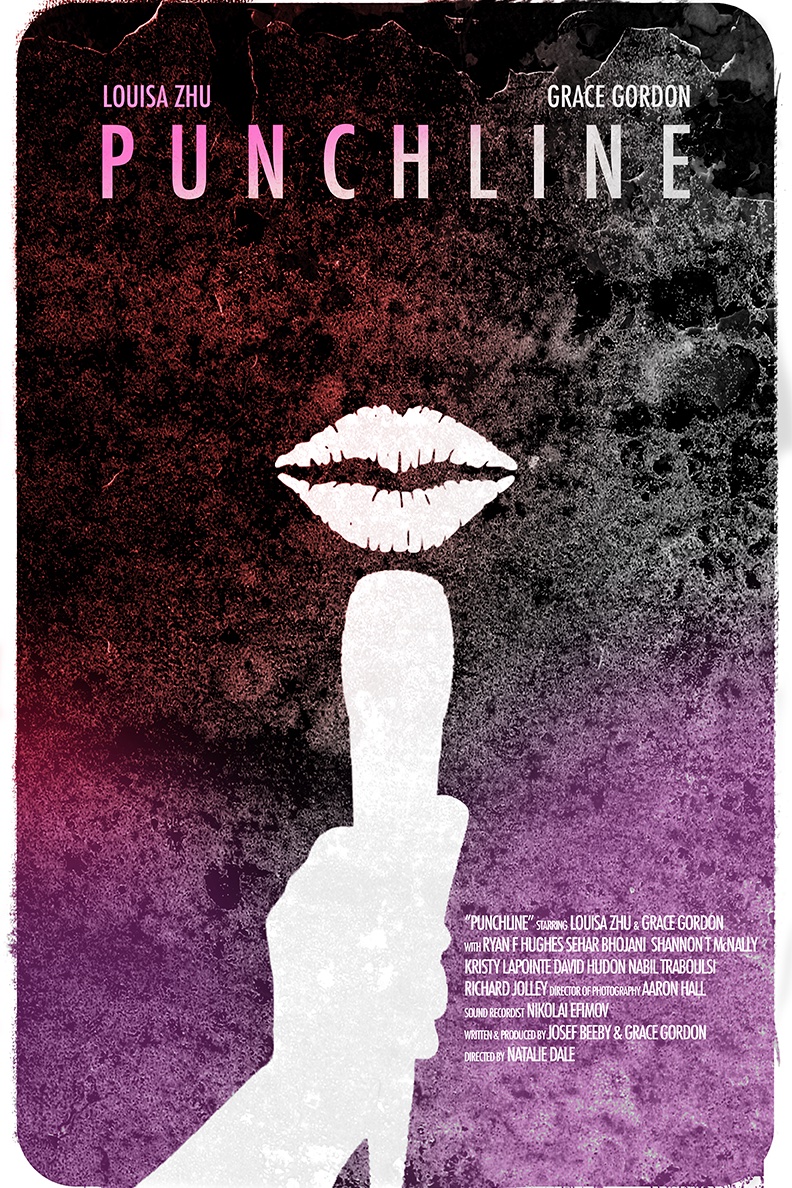 LOUISA ZHU GRACE GORDON
PUNCHLINE
"PUNCHLINE" STARRING LOUISA ZHU & GRACE GORDON
WITH RYAN F HUGHES SEHAR BHOJANI SHANNON T McNALLY
KRISTY LAPOINTE DAVID HUDON NABIL TRABOULSI
RICHARD JOLLEY DIRECTOR OF PHOTOGRAPHY AARON HALL
SOUND RECORDIST NIKOLAI EFIMOV
WRITTEN & PRODUCED BY JOSEF BEEBY & GRACE GORDON
DIRECTED BY NATALIE DALE